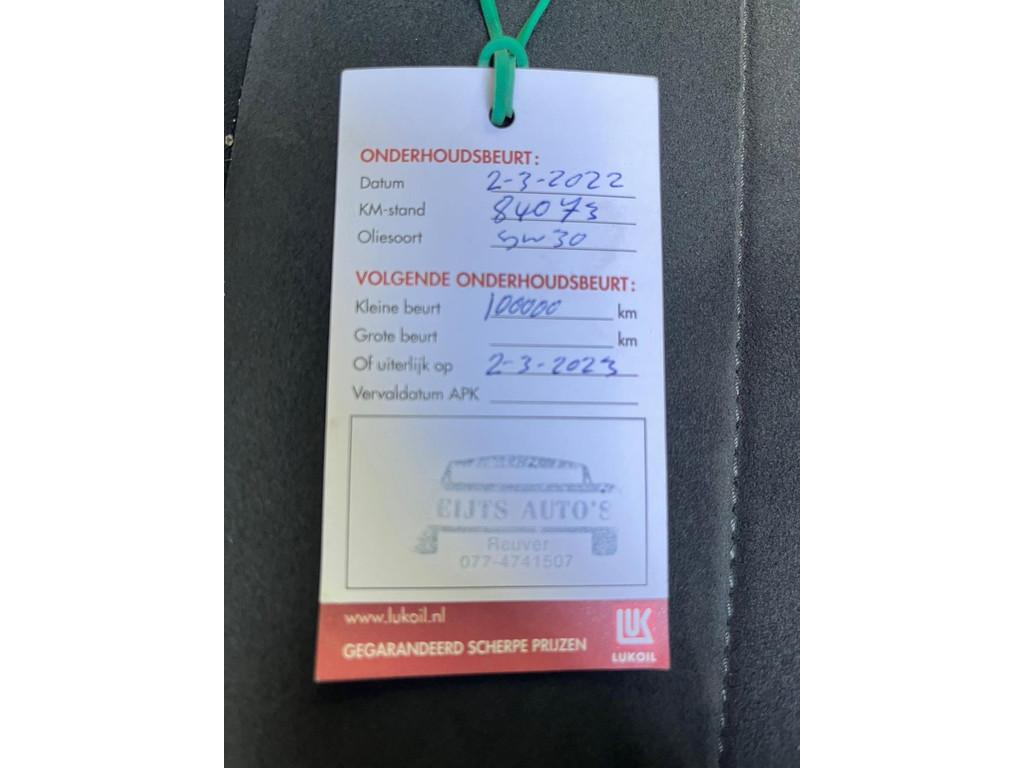 ONDERHOUDSBEURT:
Datum 2-3-2022
KM-stand 84073
Oliesoort 5w30
VOLGENDE ONDERHOUDSBEURT:
Kleine beurt 100000 km
Grote beurt km
Of uiterlijk op 2-3-2023
Vervaldatum APK
EIJTS AUTO'S
Reuver
077-4741507
www.lukoil.nl
GEGARANDEERD SCHERPE PRIJZEN
LUK
LUKOIL